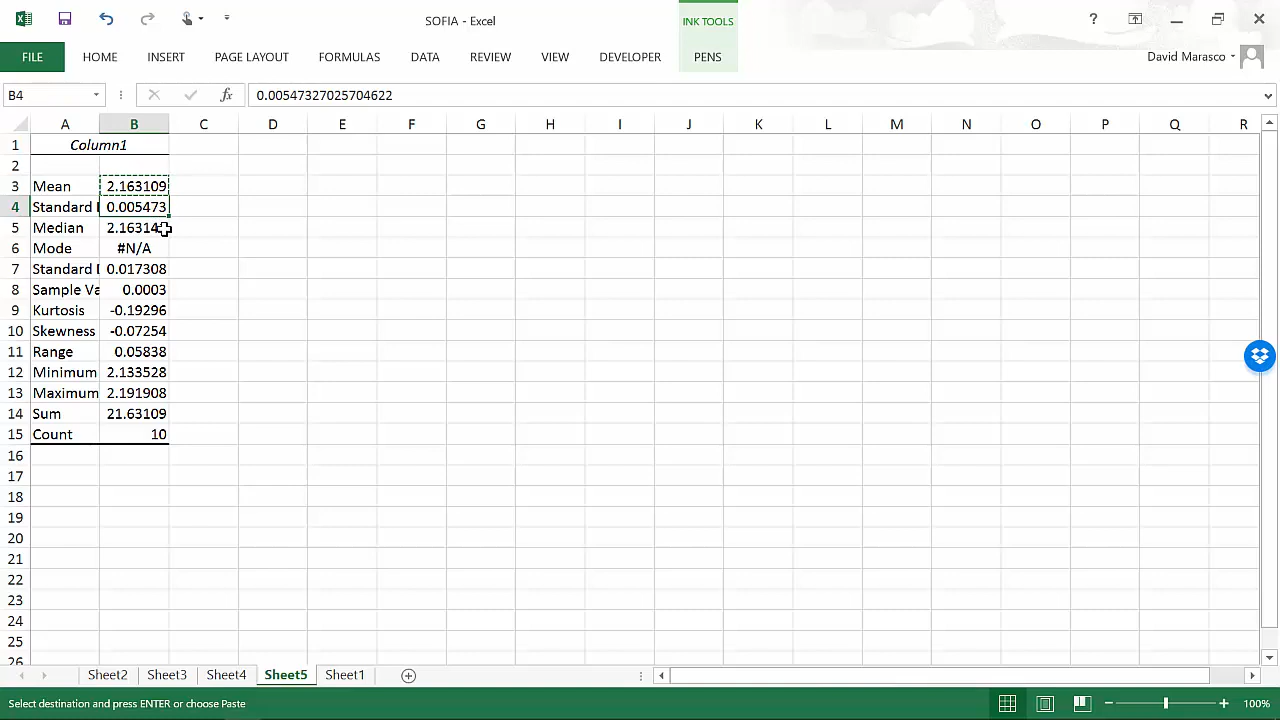 SOFIA - Excel
INK TOOLS
?
FILE
HOME
INSERT
PAGE LAYOUT
FORMULAS
DATA
REVIEW
VIEW
DEVELOPER
PENS
David Marasco
B4
fx
0.00547327025704622
A B C D E F G H I J K L M N O P Q R
1 Column1
2
3 Mean 2.163109
4 Standard 0.005473
5 Median 2.16314
6 Mode #N/A
7 Standard D 0.017308
8 Sample Va 0.0003
9 Kurtosis -0.19296
10 Skewness -0.07254
11 Range 0.05838
12 Minimum 2.133528
13 Maximum 2.191908
14 Sum 21.63109
15 Count 10
16
17
18
19
20
21
22
23
24
25
26
Sheet2 Sheet3 Sheet4 Sheet5 Sheet1
Select destination and press ENTER or choose Paste
100%